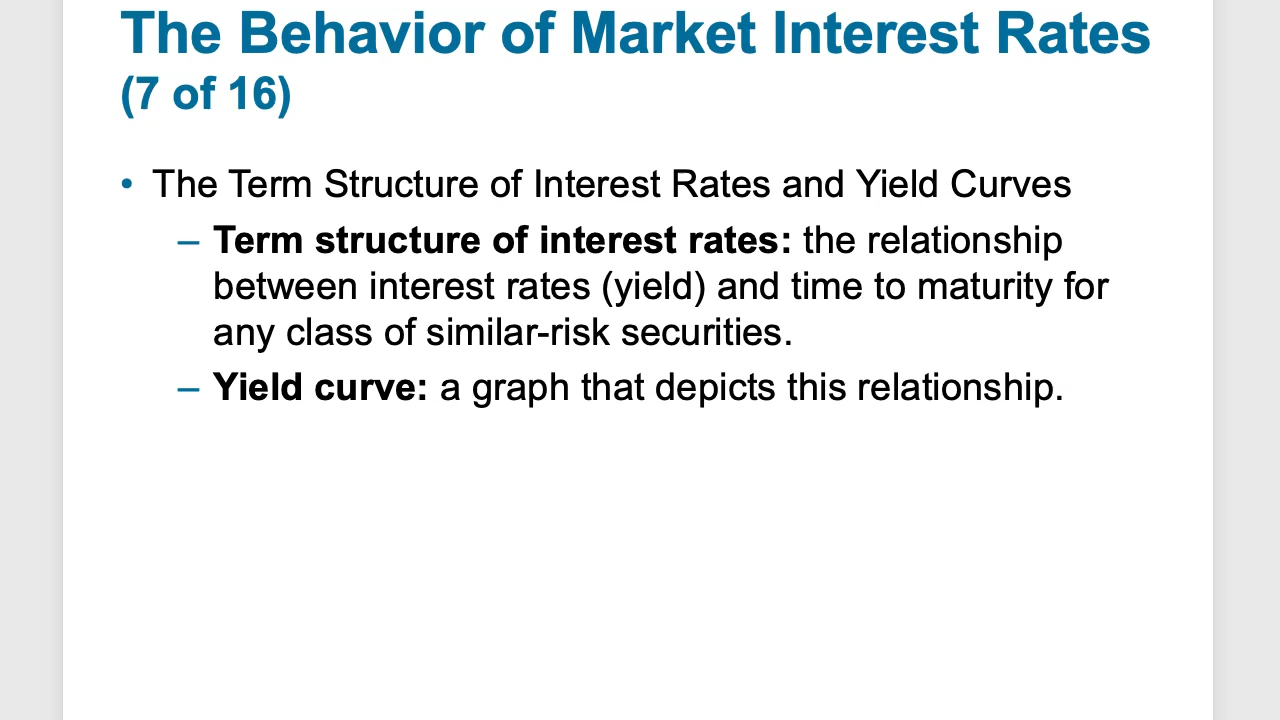 The Behavior of Market Interest Rates
(7 of 16)
• The Term Structure of Interest Rates and Yield Curves
– Term structure of interest rates: the relationship
between interest rates (yield) and time to maturity for
any class of similar-risk securities.
– Yield curve: a graph that depicts this relationship.